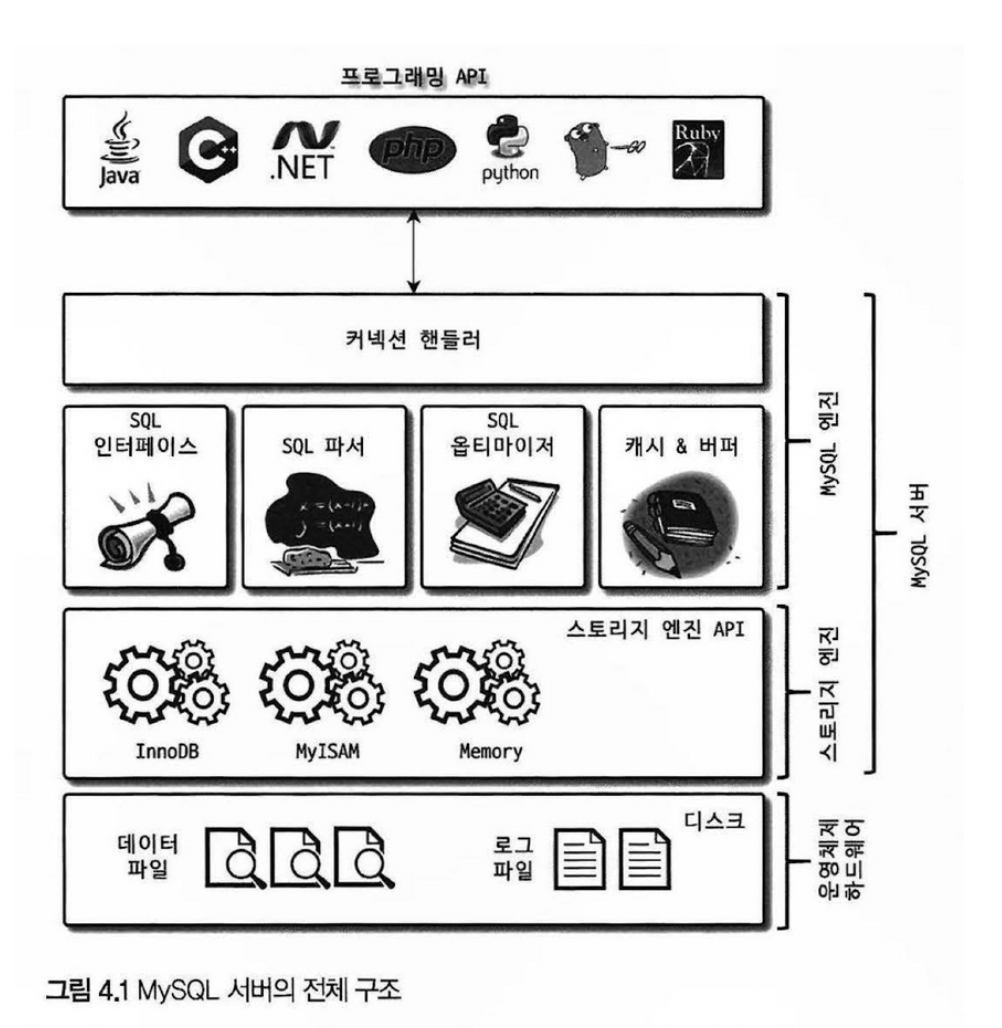 프로그래밍 API
Java
C++
.NET
php
python
GO
Ruby
커넥션 핸들러
SQL
인터페이스
SQL 파서
SQL
옵티마이저
캐시 & 버퍼
MySQL 엔진
MySQL 서버
스토리지 엔진 API
InnoDB
MyISAM
Memory
스토리지 엔진
디스크
데이터
파일
로그
파일
운영체제
하드웨어
그림 4.1 MySQL 서버의 전체 구조